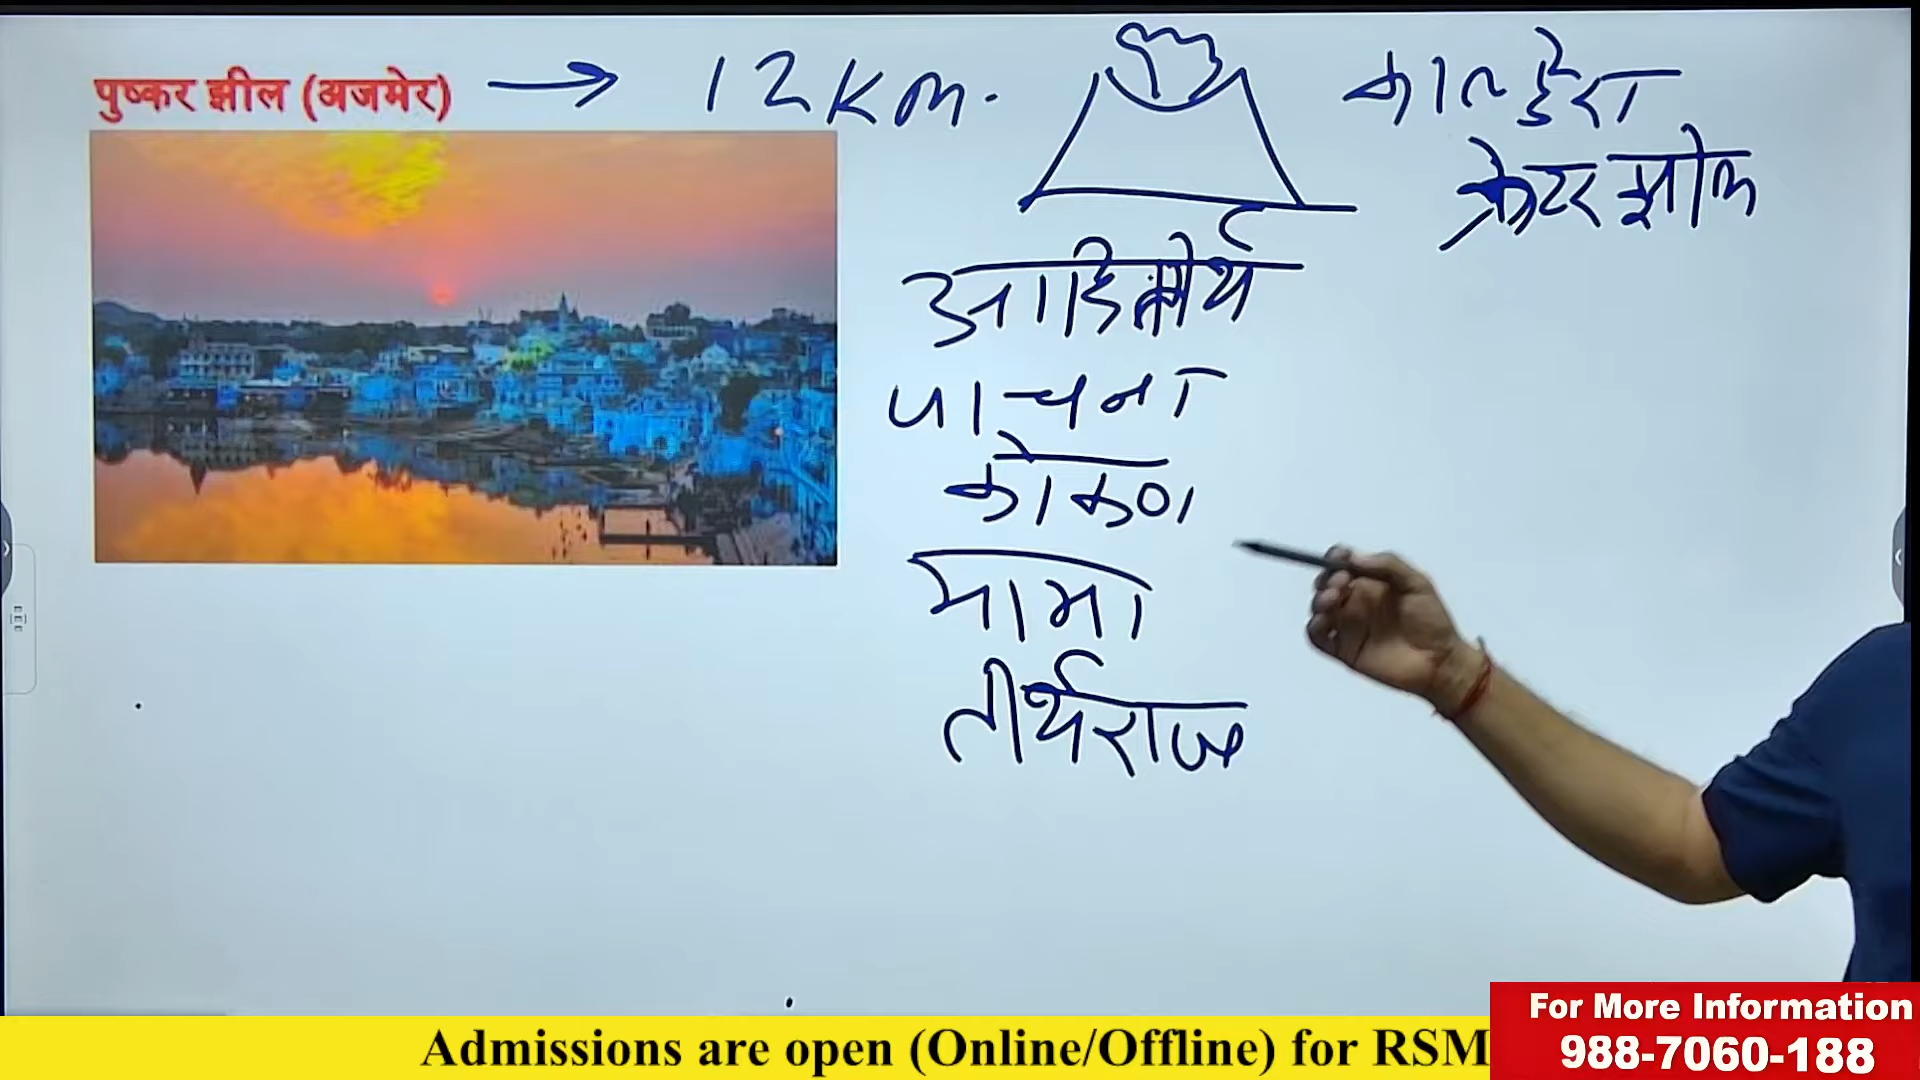 पुष्कर झील (अजमेर) → 12 Km.
काल्डेरा
क्रेटर झील
आदितीर्थ
पाचना
कोकण
मामा
तीर्थराज
Admissions are open (Online/Offline) for RSM
For More Information
988-7060-188